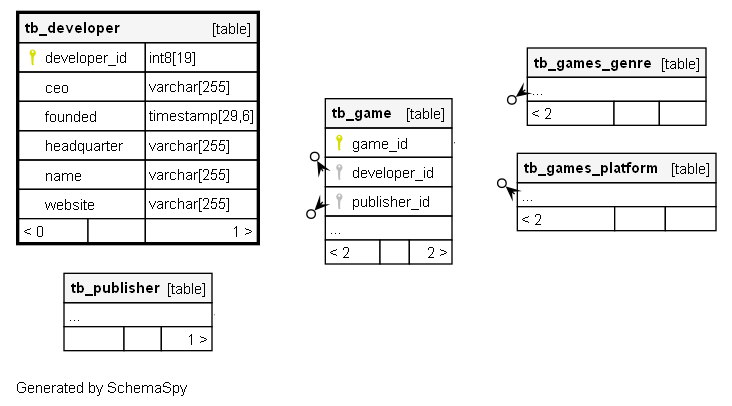 tb_developer [table]
developer_id int8[19]
ceo varchar[255]
founded timestamp[29,6]
headquarter varchar[255]
name varchar[255]
website varchar[255]
< 0 1 >
tb_publisher [table]
...
1 >
tb_game [table]
game_id
developer_id
publisher_id
...
< 2 2 >
tb_games_genre [table]
...
< 2
tb_games_platform [table]
...
< 2
Generated by SchemaSpy